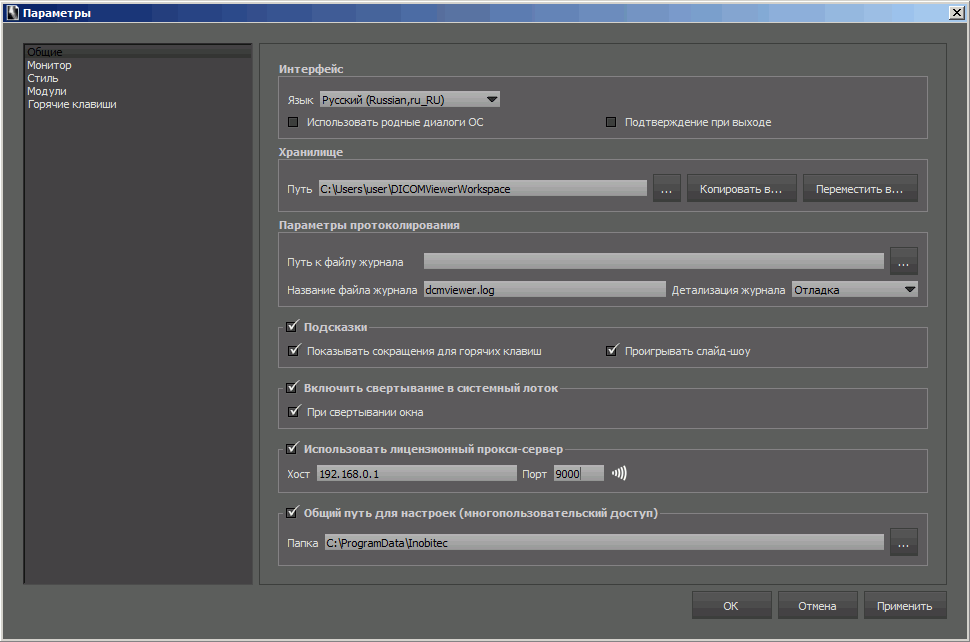 Параметры
Общие
Монитор
Стиль
Модули
Горячие клавиши
Интерфейс
Язык Русский (Russian,ru_RU)
Использовать родные диалоги ОС Подтверждение при выходе
Хранилище
Путь C:\Users\user\DICOMViewerWorkspace ... Копировать в... Переместить в...
Параметры протоколирования
Путь к файлу журнала ...
Название файла журнала dcmviewer.log Детализация журнала Отладка
Подсказки
Показывать сокращения для горячих клавиш Проигрывать слайд-шоу
Включить свертывание в системный лоток
При свертывании окна
Использовать лицензионный прокси-сервер
Хост 192.168.0.1 Порт 9000
Общий путь для настроек (многопользовательский доступ)
Папка C:\ProgramData\Inobitec ...
OK Отмена Применить